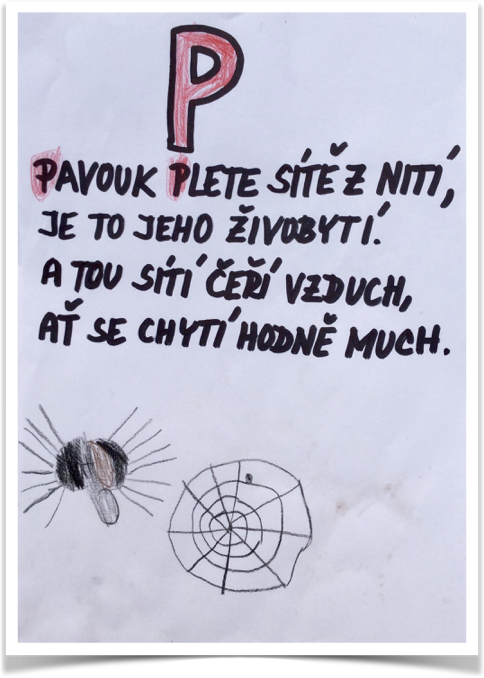 P
PAVOUK PLETE SÍTĚ Z NITÍ,
JE TO JEHO ŽIVOBYTÍ.
A TOU SÍTÍ ČEŘÍ VZDUCH,
AŤ SE CHYTÍ HODNĚ MUCH.